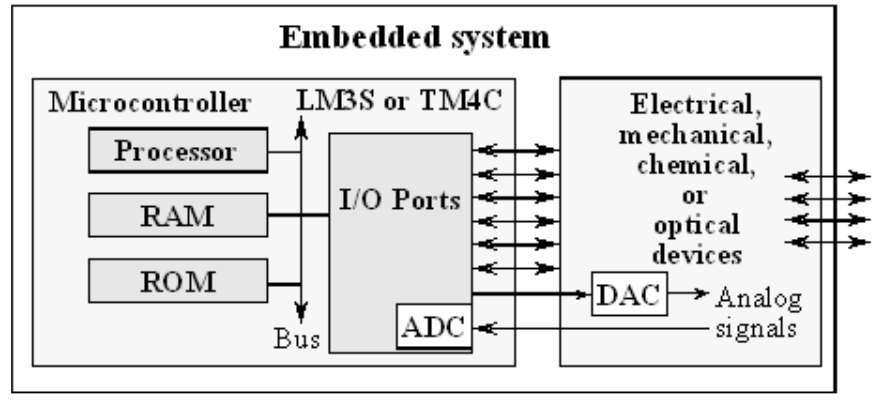 Embedded system
Microcontroller
LM3S or TM4C
Processor
RAM
ROM
Bus
I/O Ports
ADC
Electrical,
mechanical,
chemical,
or
optical
devices
DAC
Analog
signals